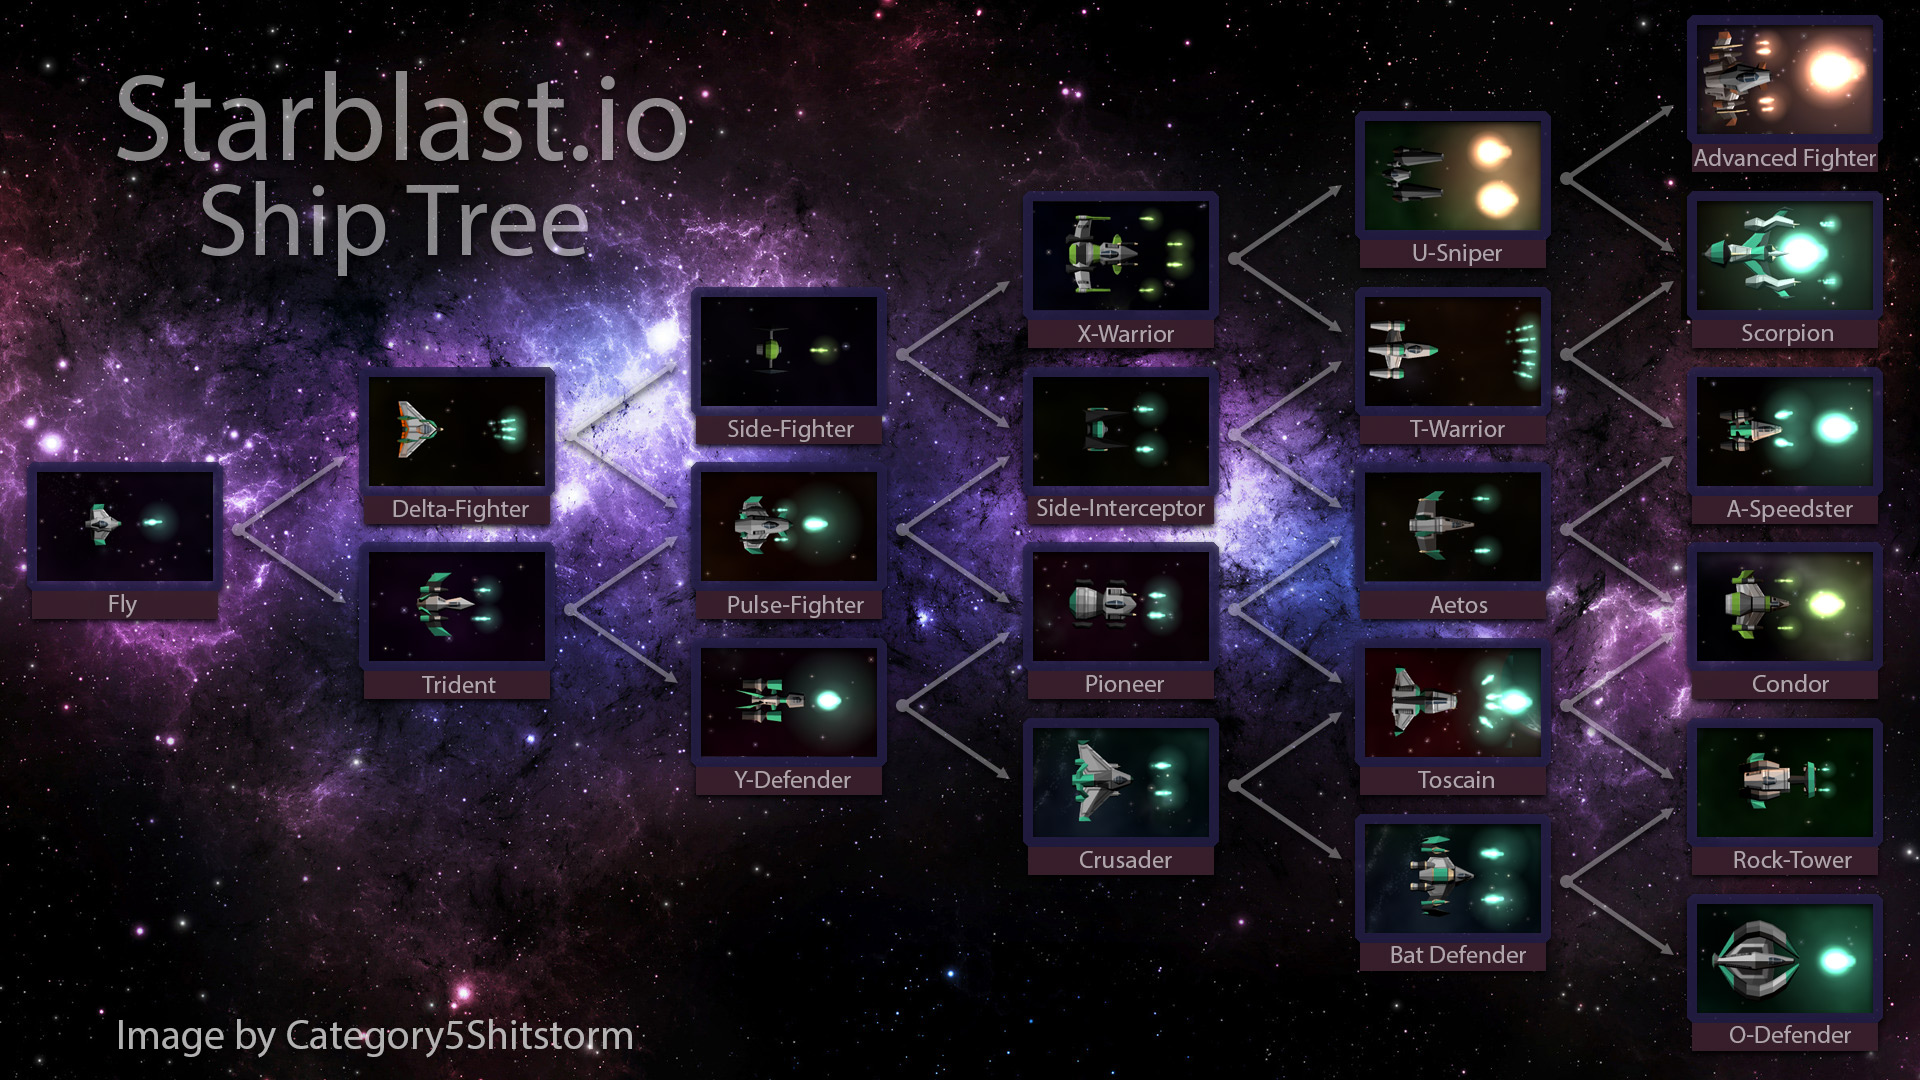 Starblast.io
Ship Tree
Fly
Delta-Fighter
Trident
Side-Fighter
Pulse-Fighter
Y-Defender
X-Warrior
Side-Interceptor
Pioneer
Crusader
U-Sniper
T-Warrior
Aetos
Toscain
Bat Defender
Advanced Fighter
Scorpion
A-Speedster
Condor
Rock-Tower
O-Defender
Image by Category5Shitstorm